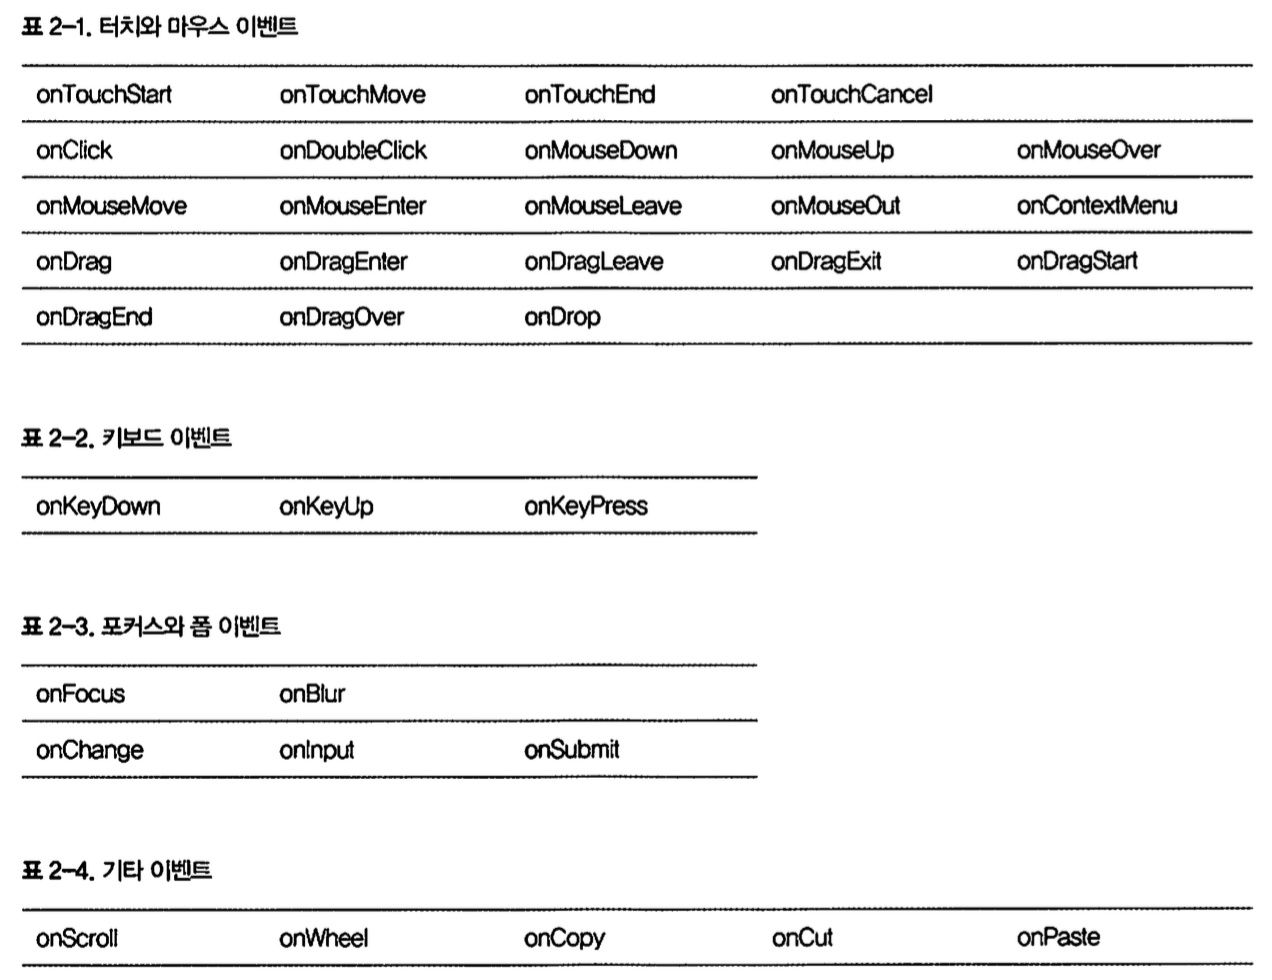 표 2-1. 터치와 마우스 이벤트
onTouchStart onTouchMove onTouchEnd onTouchCancel
onClick onDoubleClick onMouseDown onMouseUp onMouseOver
onMouseMove onMouseEnter onMouseLeave onMouseOut onContextMenu
onDrag onDragEnter onDragLeave onDragExit onDragStart
onDragEnd onDragOver onDrop
표 2-2. 키보드 이벤트
onKeyDown onKeyUp onKeyPress
표 2-3. 포커스와 폼 이벤트
onFocus onBlur
onChange onInput onSubmit
표 2-4. 기타 이벤트
onScroll onWheel onCopy onCut onPaste